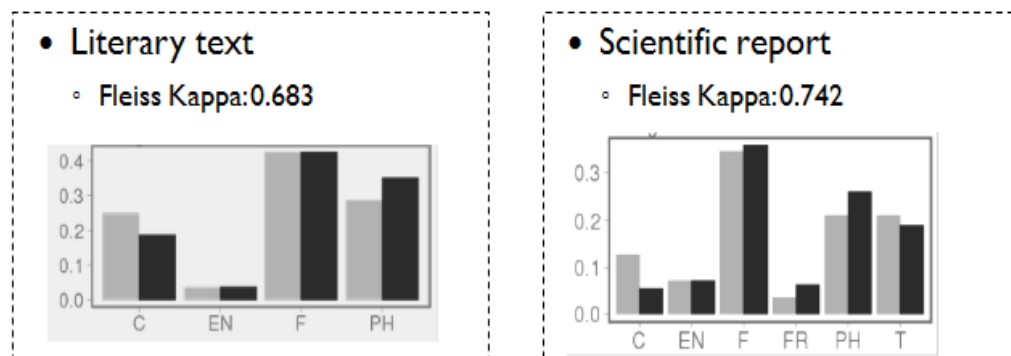 • Literary text
◦ Fleiss Kappa:0.683
0.4
0.3
0.2
0.1
0.0
C EN F PH
• Scientific report
◦ Fleiss Kappa:0.742
0.3
0.2
0.1
0.0
C EN F FR PH T